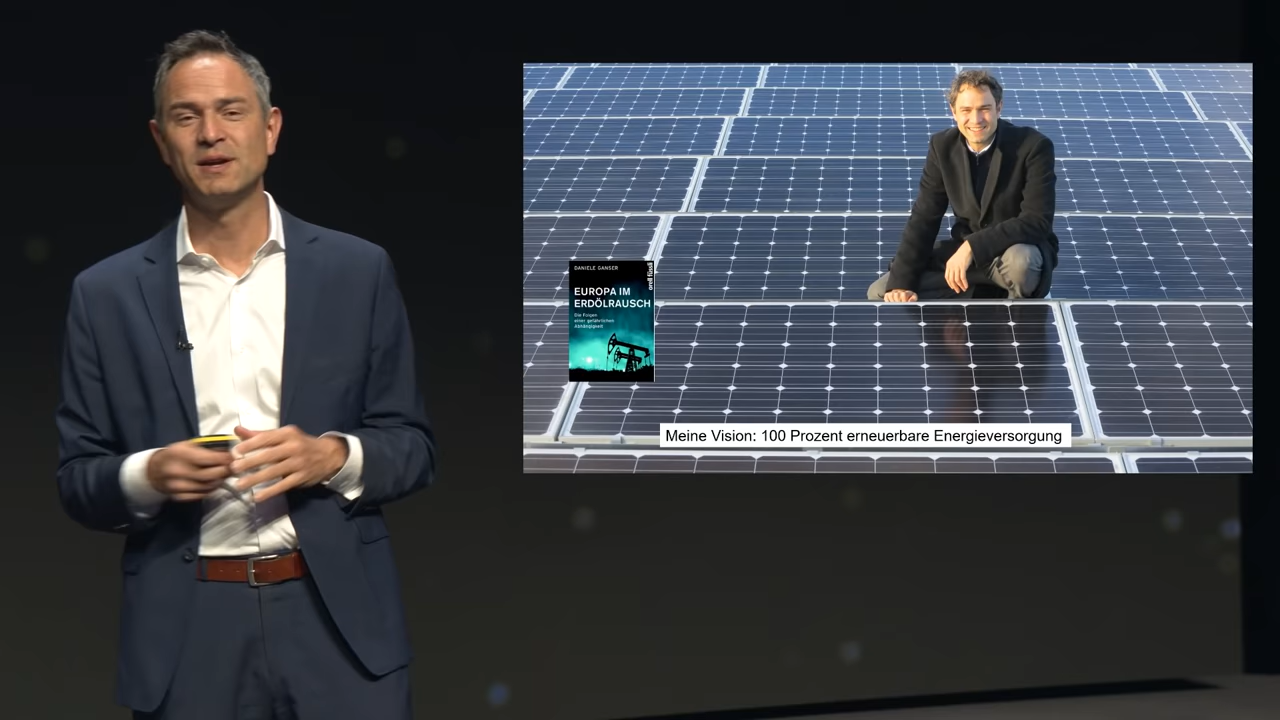 DANIELE GANSER
orell füssli
EUROPA IM
ERDÖLRAUSCH
Die Folgen
einer gefährlichen
Abhängigkeit
Meine Vision: 100 Prozent erneuerbare Energieversorgung